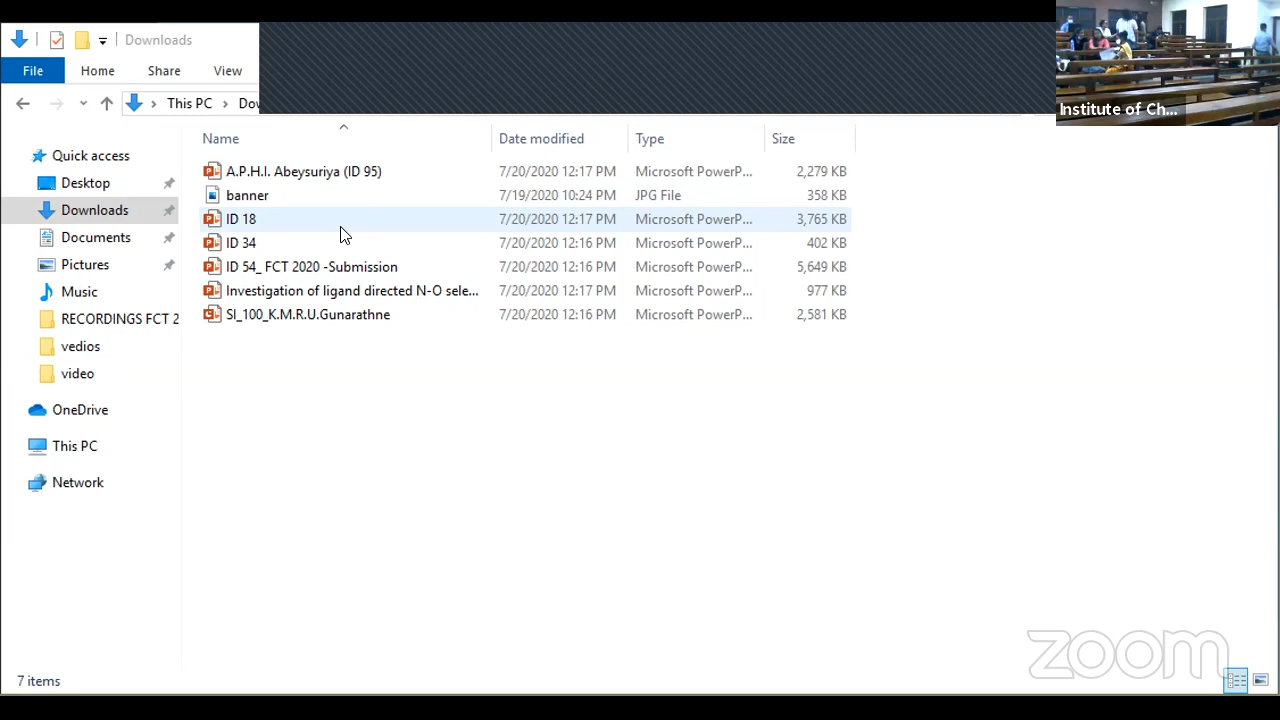 Downloads
File Home Share View
This PC
Institute of Ch...
Name Date modified Type Size
A.P.H.I. Abeysuriya (ID 95) 7/20/2020 12:17 PM Microsoft PowerP... 2,279 KB
banner 7/19/2020 10:24 PM JPG File 358 KB
ID 18 7/20/2020 12:17 PM Microsoft PowerP... 3,765 KB
ID 34 7/20/2020 12:16 PM Microsoft PowerP... 402 KB
ID 54_ FCT 2020 -Submission 7/20/2020 12:16 PM Microsoft PowerP... 5,649 KB
Investigation of ligand directed N-O sele... 7/20/2020 12:17 PM Microsoft PowerP... 977 KB
SI_100_K.M.R.U.Gunarathne 7/20/2020 12:16 PM Microsoft PowerP... 2,581 KB
Quick access
Desktop
Downloads
Documents
Pictures
Music
RECORDINGS FCT 2
vedios
video
OneDrive
This PC
Network
zoom
7 items